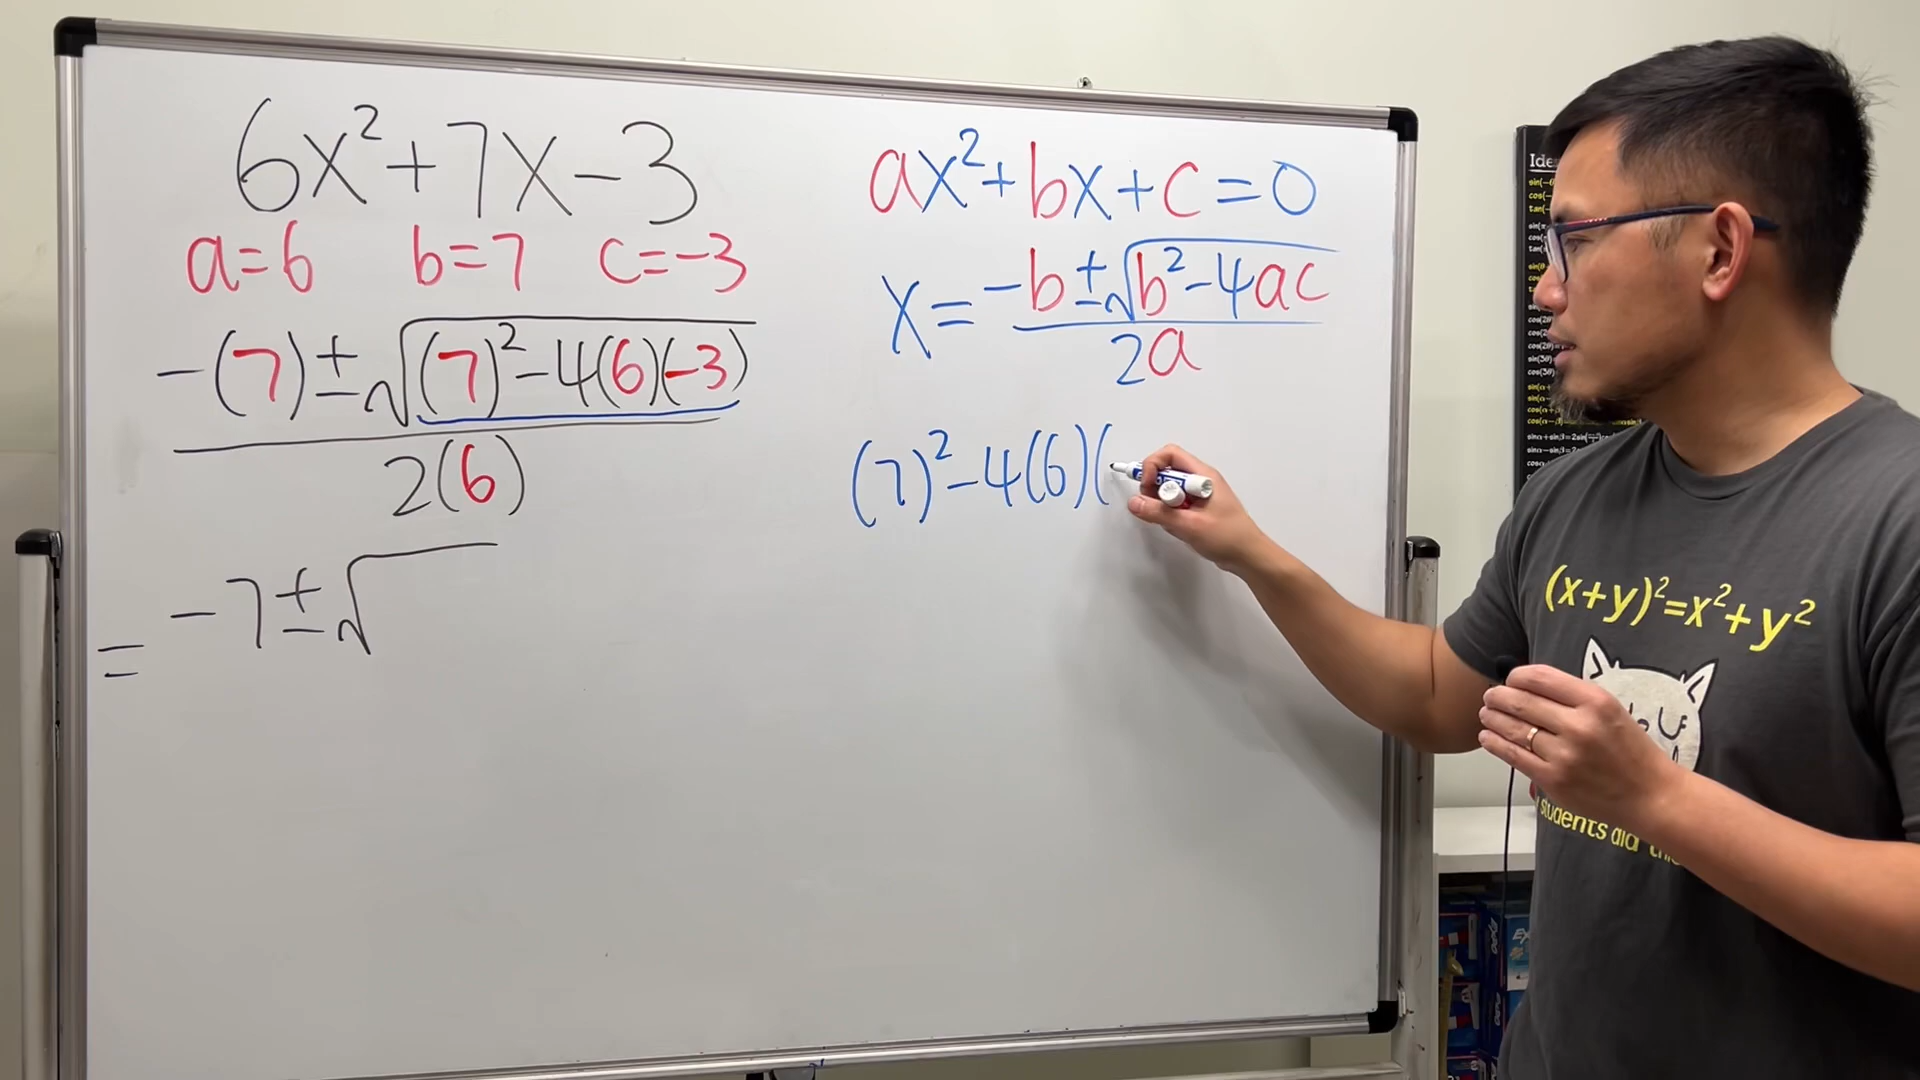 6x²+7x-3
a=6 b=7 c=-3
-(7)±√((7)²-4(6)(-3))
2(6)
= -7±√
ax²+bx+c=0
x= -b±√(b²-4ac)
2a
(7)²-4(6)(
(x+y)²=x²+y²
students did
Ide